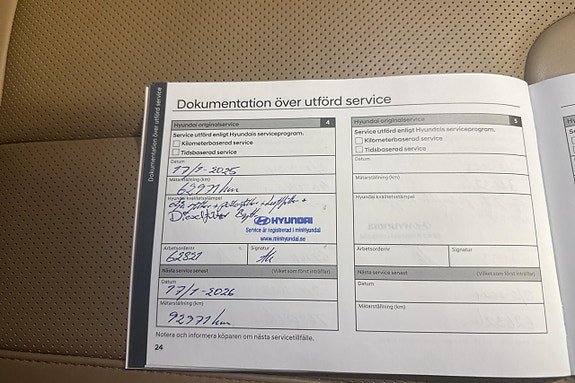 Dokumentation över utförd service
Dokumentation över utförd service
Hyundai originalservice 4
Service utförd enligt Hyundais serviceprogram.
Kilometerbaserad service
Tidsbaserad service
Datum
17/1-2025
Mätarställning (km)
62971 km
Hyundai kvalitetsstämpel
Dieselfilter Bytt
HYUNDAI
Service är registrerad i minHyundai
www.minhyundai.se
Arbetsordernr Signatur
62821
Nästa service senast (Vilket som först inträffar)
Datum
17/1-2026
Mätarställning (km)
92971 km
Hyundai originalservice 5
Service utförd enligt Hyundais serviceprogram.
Kilometerbaserad service
Tidsbaserad service
Datum
Mätarställning (km)
Hyundai kvalitetsstämpel
Arbetsordernr Signatur
Nästa service senast (Vilket som först inträffar)
Datum
Mätarställning (km)
Notera och informera köparen om nästa servicetillfälle.
24